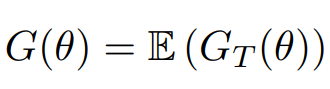 G(θ) = 𝔼 (G_T(θ))